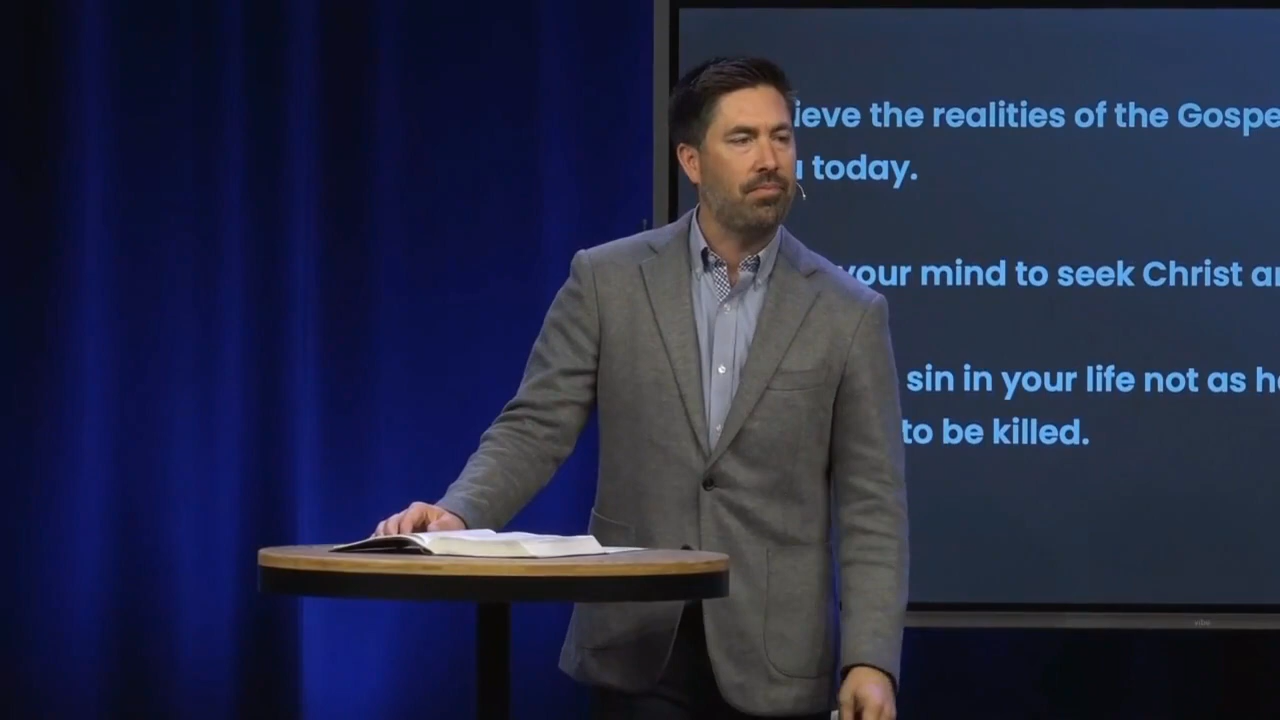 ieve the realities of the Gospe
today.
your mind to seek Christ
sin in your life not as
to be killed.
vibe